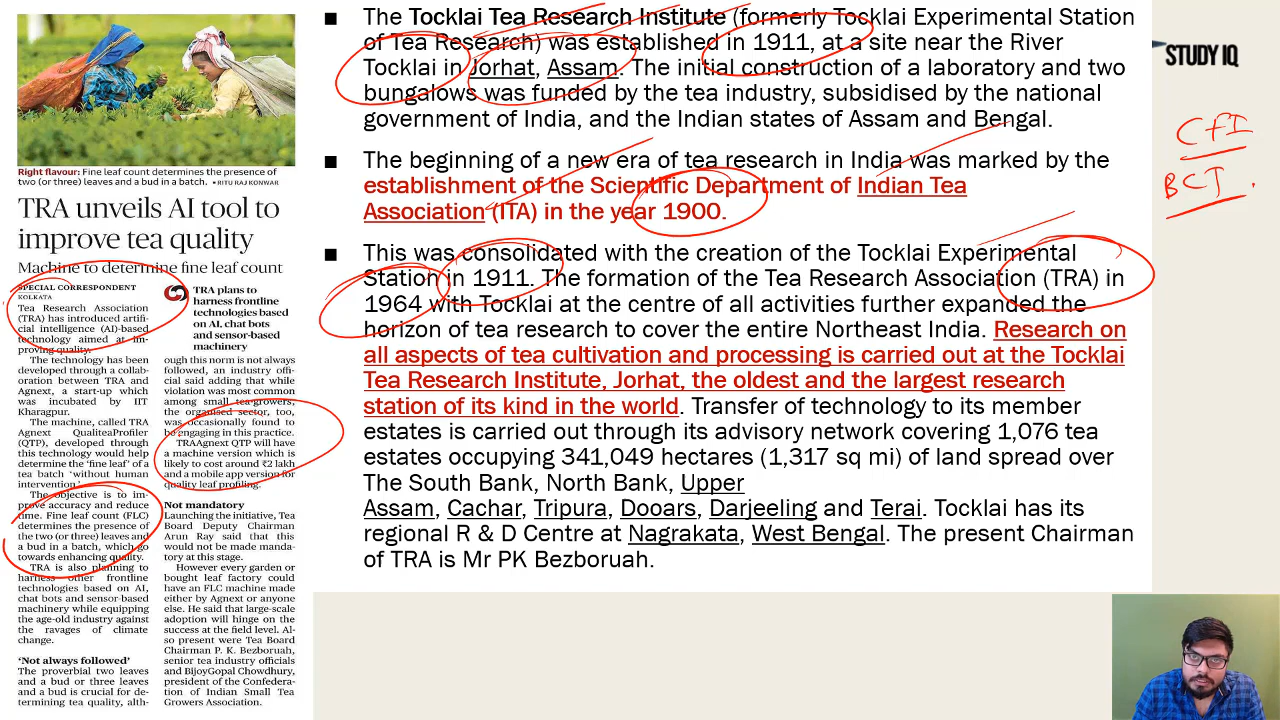 Right flavour: Fine leaf count determines the presence of
two (or three) leaves and a bud in a batch. • RITU RAJ KONWAR
TRA unveils AI tool to
improve tea quality
Machine to determine fine leaf count
SPECIAL CORRESPONDENT
KOLKATA
Tea Research Association
(TRA) has introduced artifi-
cial intelligence (AI)-based
technology aimed at im-
proving quality.
The technology has been
developed through a collab-
oration between TRA and
Agnext, a start-up which
was incubated by IIT
Kharagpur.
The machine, called TRA
Agnext QualiteaProfiler
(QTP), developed through
this technology would help
determine the ‘fine leaf’ of a
tea batch ‘without human
intervention.’
The objective is to im-
prove accuracy and reduce
time. Fine leaf count (FLC)
determines the presence of
the two (or three) leaves and
a bud in a batch, which go
towards enhancing quality.
TRA is also planning to
harness other frontline
technologies based on AI,
chat bots and sensor-based
machinery while equipping
the age-old industry against
the ravages of climate
change.
‘Not always followed’
The proverbial two leaves
and a bud or three leaves
and a bud is crucial for de-
termining tea quality, alth-
TRA plans to
harness frontline
technologies based
on AI, chat bots
and sensor-based
machinery
ough this norm is not always
followed, an industry offi-
cial said adding that while
violation was most common
among small tea-growers,
the organised sector, too,
was occasionally found to
be engaging in this practice.
TRAAgnext QTP will have
a machine version which is
likely to cost around ₹2 lakh
and a mobile app version for
quality leaf profiling.
Not mandatory
Launching the initiative, Tea
Board Deputy Chairman
Arun Ray said that this
would not be made manda-
tory at this stage.
However every garden or
bought leaf factory could
have an FLC machine made
either by Agnext or anyone
else. He said that large-scale
adoption will hinge on the
success at the field level. Al-
so present were Tea Board
Chairman P. K. Bezboruah,
senior tea industry officials
and BijoyGopal Chowdhury,
president of the Confedera-
tion of Indian Small Tea
Growers Association.
■ The Tocklai Tea Research Institute (formerly Tocklai Experimental Station
of Tea Research) was established in 1911, at a site near the River
Tocklai in Jorhat, Assam. The initial construction of a laboratory and two
bungalows was funded by the tea industry, subsidised by the national
government of India, and the Indian states of Assam and Bengal.
■ The beginning of a new era of tea research in India was marked by the
establishment of the Scientific Department of Indian Tea
Association (ITA) in the year 1900.
■ This was consolidated with the creation of the Tocklai Experimental
Station in 1911. The formation of the Tea Research Association (TRA) in
1964 with Tocklai at the centre of all activities further expanded the
horizon of tea research to cover the entire Northeast India. Research on
all aspects of tea cultivation and processing is carried out at the Tocklai
Tea Research Institute, Jorhat, the oldest and the largest research
station of its kind in the world. Transfer of technology to its member
estates is carried out through its advisory network covering 1,076 tea
estates occupying 341,049 hectares (1,317 sq mi) of land spread over
The South Bank, North Bank, Upper
Assam, Cachar, Tripura, Dooars, Darjeeling and Terai. Tocklai has its
regional R & D Centre at Nagrakata, West Bengal. The present Chairman
of TRA is Mr PK Bezboruah.
STUDY IQ